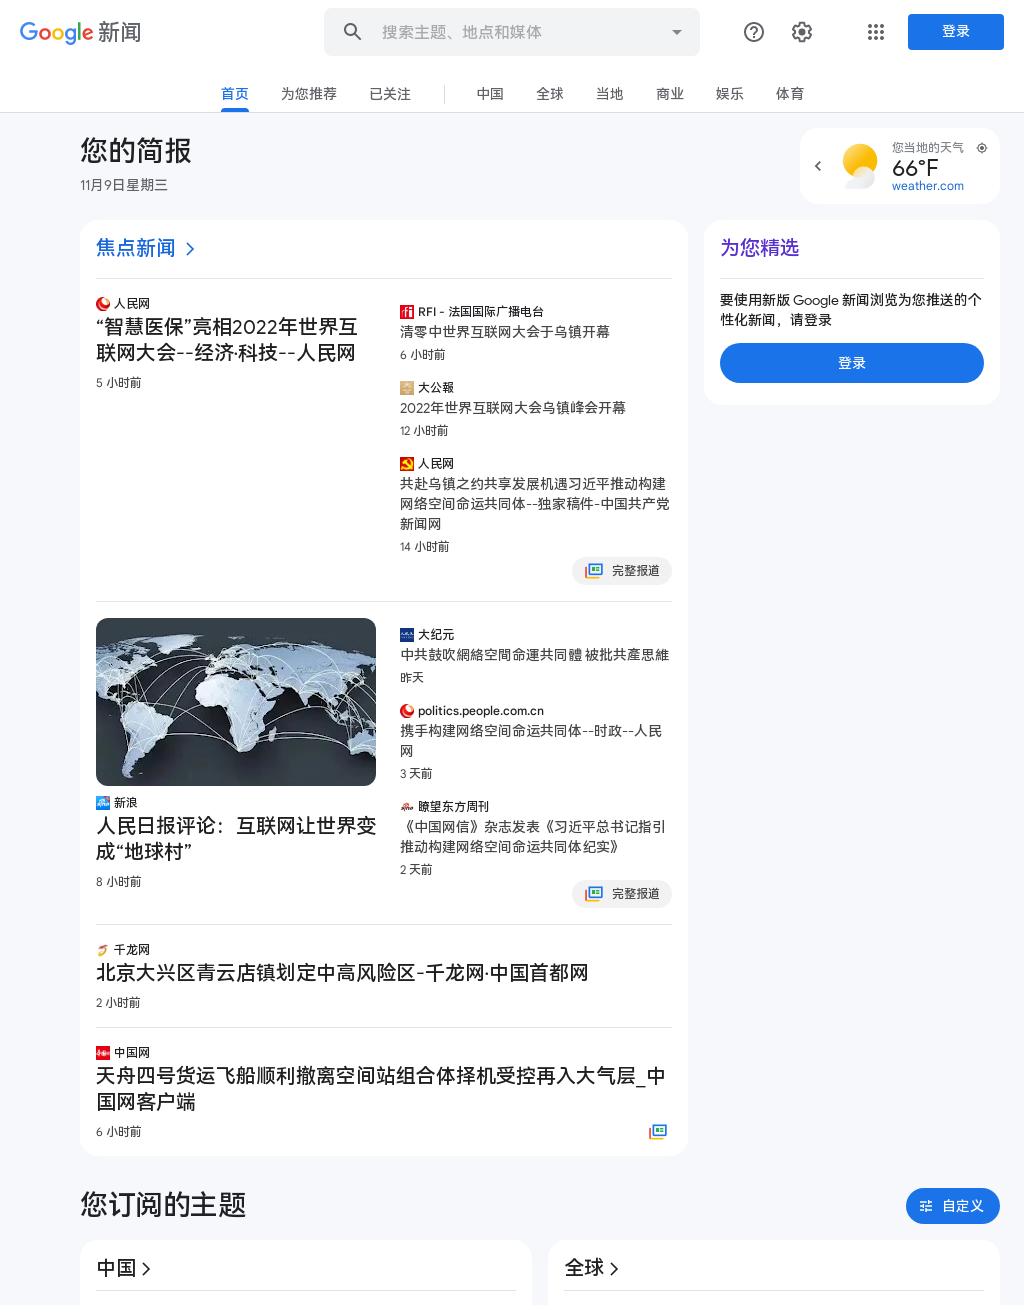 Google 新闻
搜索主题、地点和媒体
登录
首页 为您推荐 已关注 中国 全球 当地 商业 娱乐 体育
您的简报
11月9日星期三
您当地的天气
66°F
weather.com
焦点新闻
人民网
“智慧医保”亮相2022年世界互
联网大会--经济·科技--人民网
5 小时前
RFI - 法国国际广播电台
清零中世界互联网大会于乌镇开幕
6 小时前
大公報
2022年世界互联网大会乌镇峰会开幕
12 小时前
人民网
共赴乌镇之约共享发展机遇习近平推动构建
网络空间命运共同体--独家稿件-中国共产党
新闻网
14 小时前
完整报道
为您精选
要使用新版 Google 新闻浏览为您推送的个
性化新闻，请登录
登录
新浪
人民日报评论：互联网让世界变
成“地球村”
8 小时前
大纪元
中共鼓吹網絡空間命運共同體 被批共產思維
昨天
politics.people.com.cn
携手构建网络空间命运共同体--时政--人民
网
3 天前
瞭望东方周刊
《中国网信》杂志发表《习近平总书记指引
推动构建网络空间命运共同体纪实》
2 天前
完整报道
千龙网
北京大兴区青云店镇划定中高风险区-千龙网·中国首都网
2 小时前
中国网
天舟四号货运飞船顺利撤离空间站组合体择机受控再入大气层_中
国网客户端
6 小时前
您订阅的主题
自定义
中国
全球